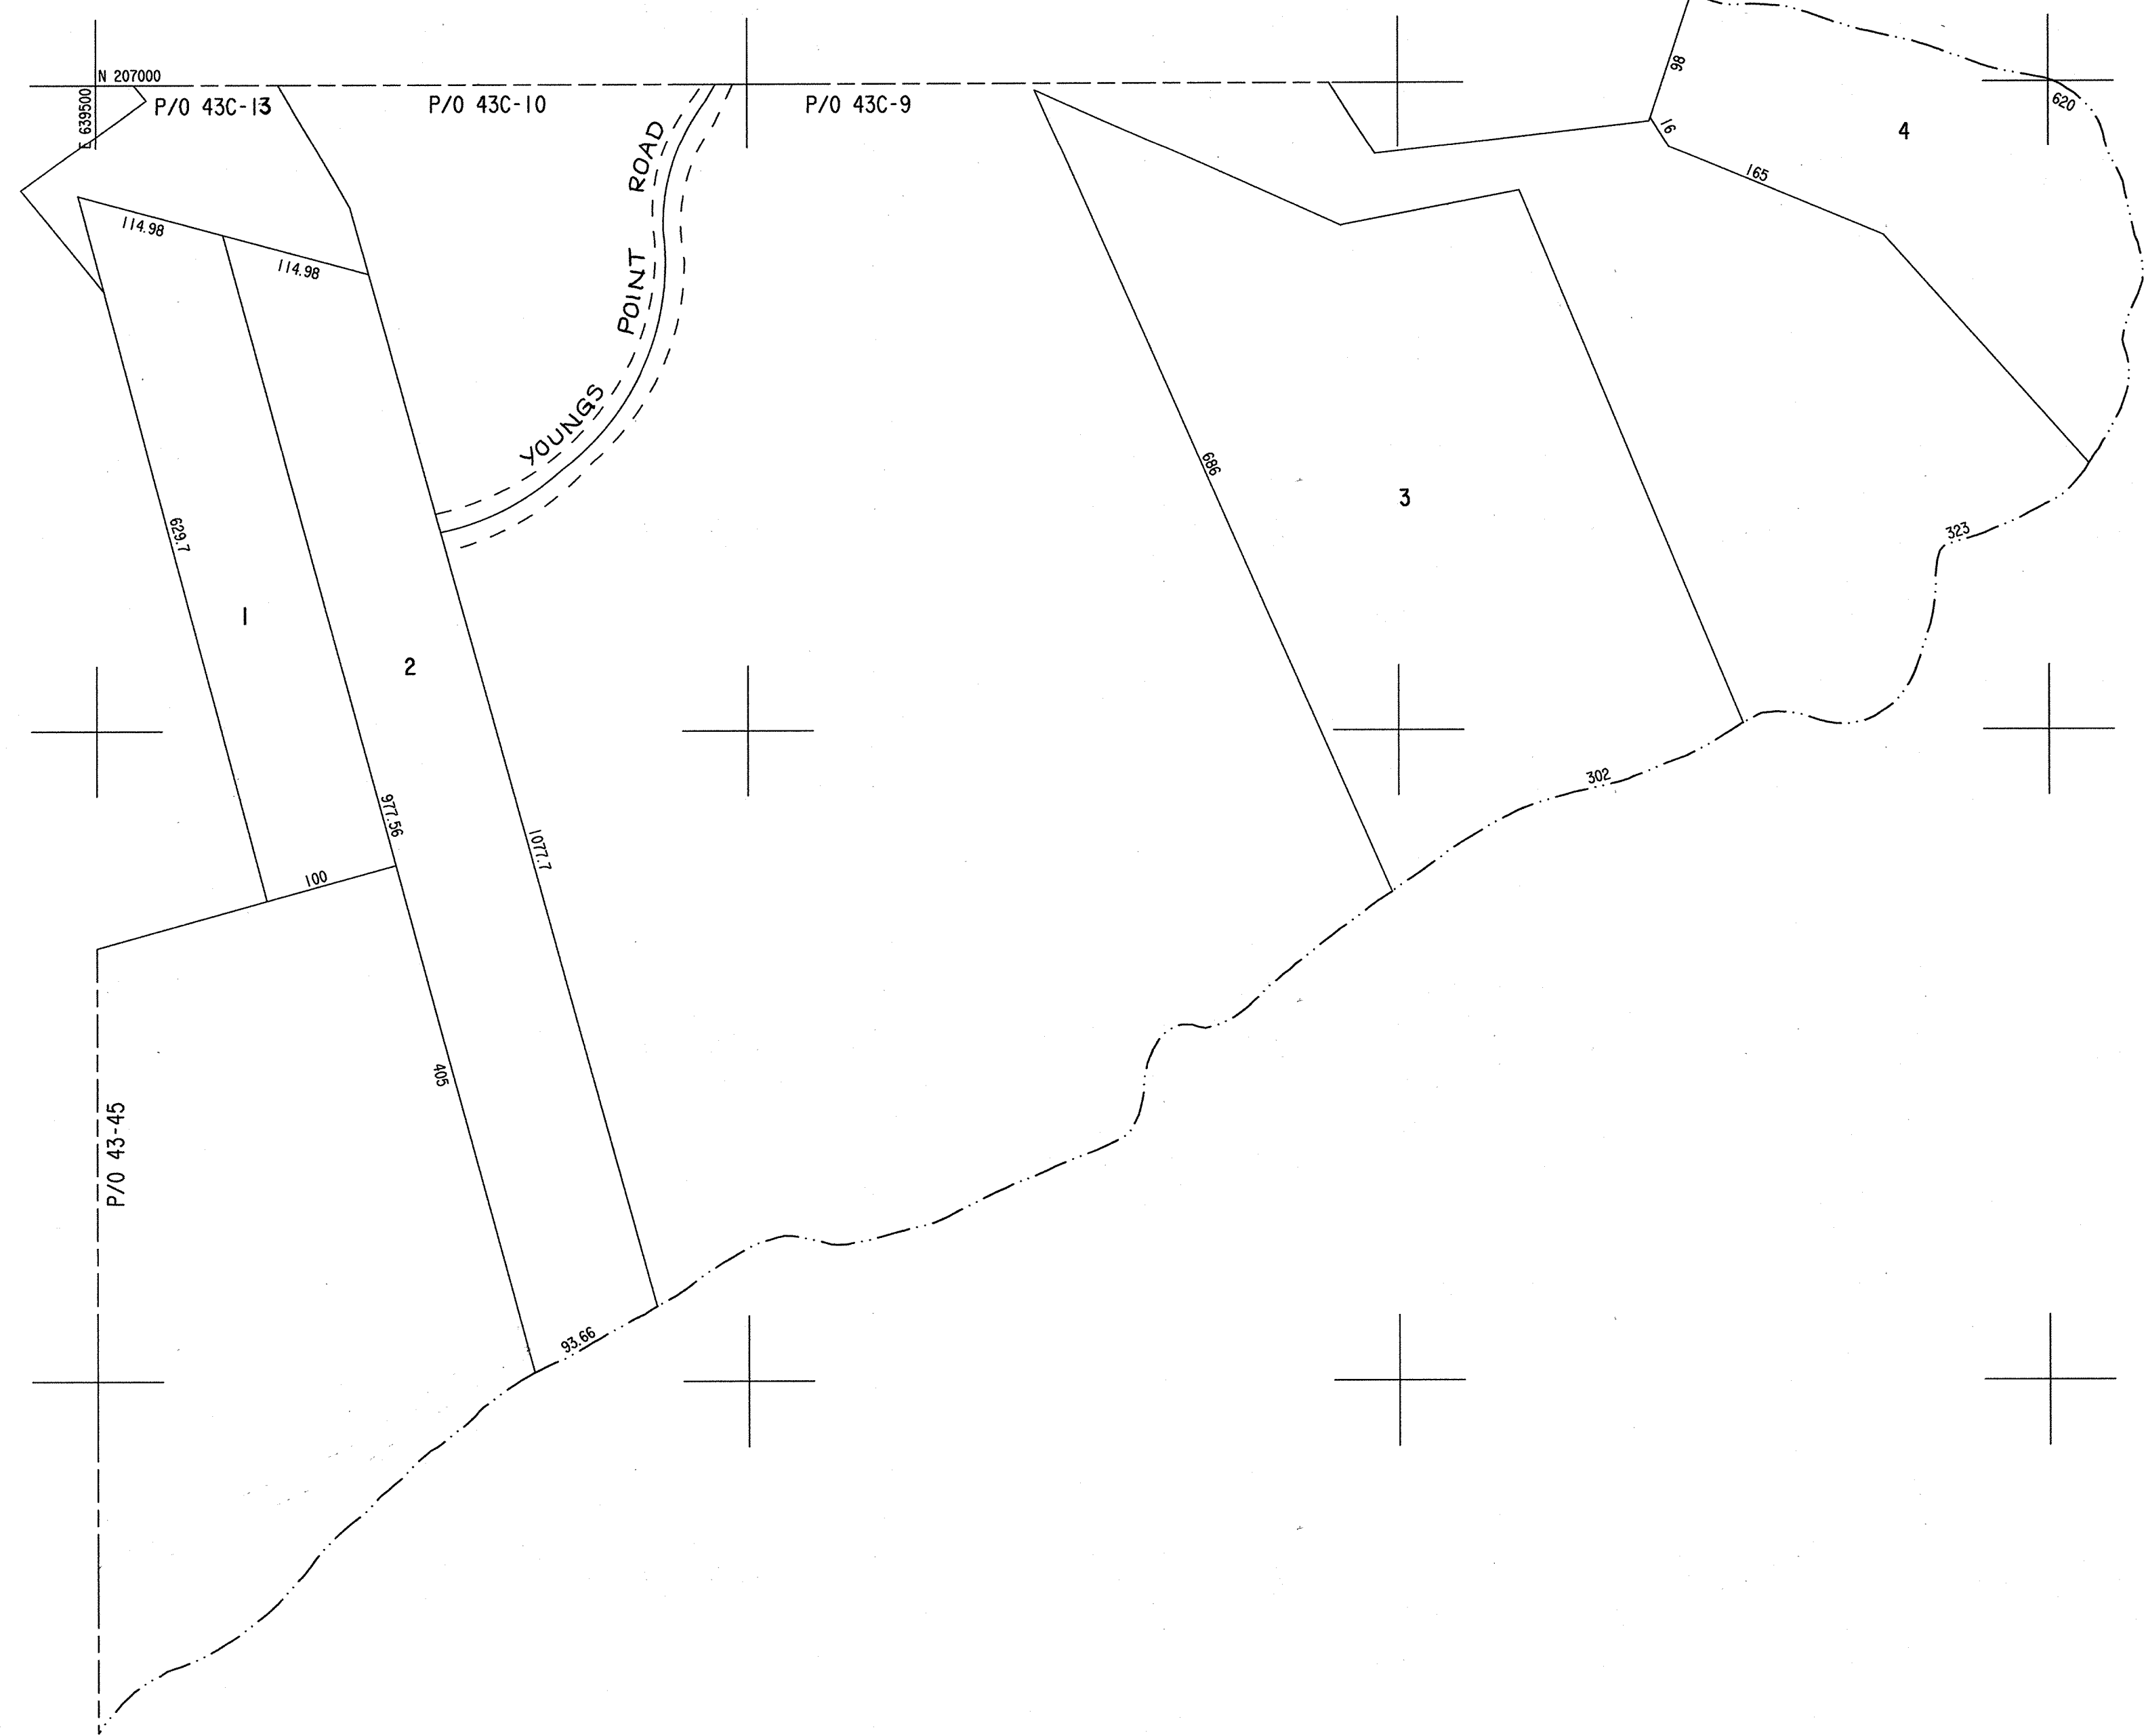 N 207000
E 639500
P/O 43C-13
P/O 43C-10
P/O 43C-9
YOUNGS POINT ROAD
98
16
165
620
4
114.98
114.98
629.7
1
2
686
3
323
302
977.56
1077.7
100
405
P/O 43-45
93.66